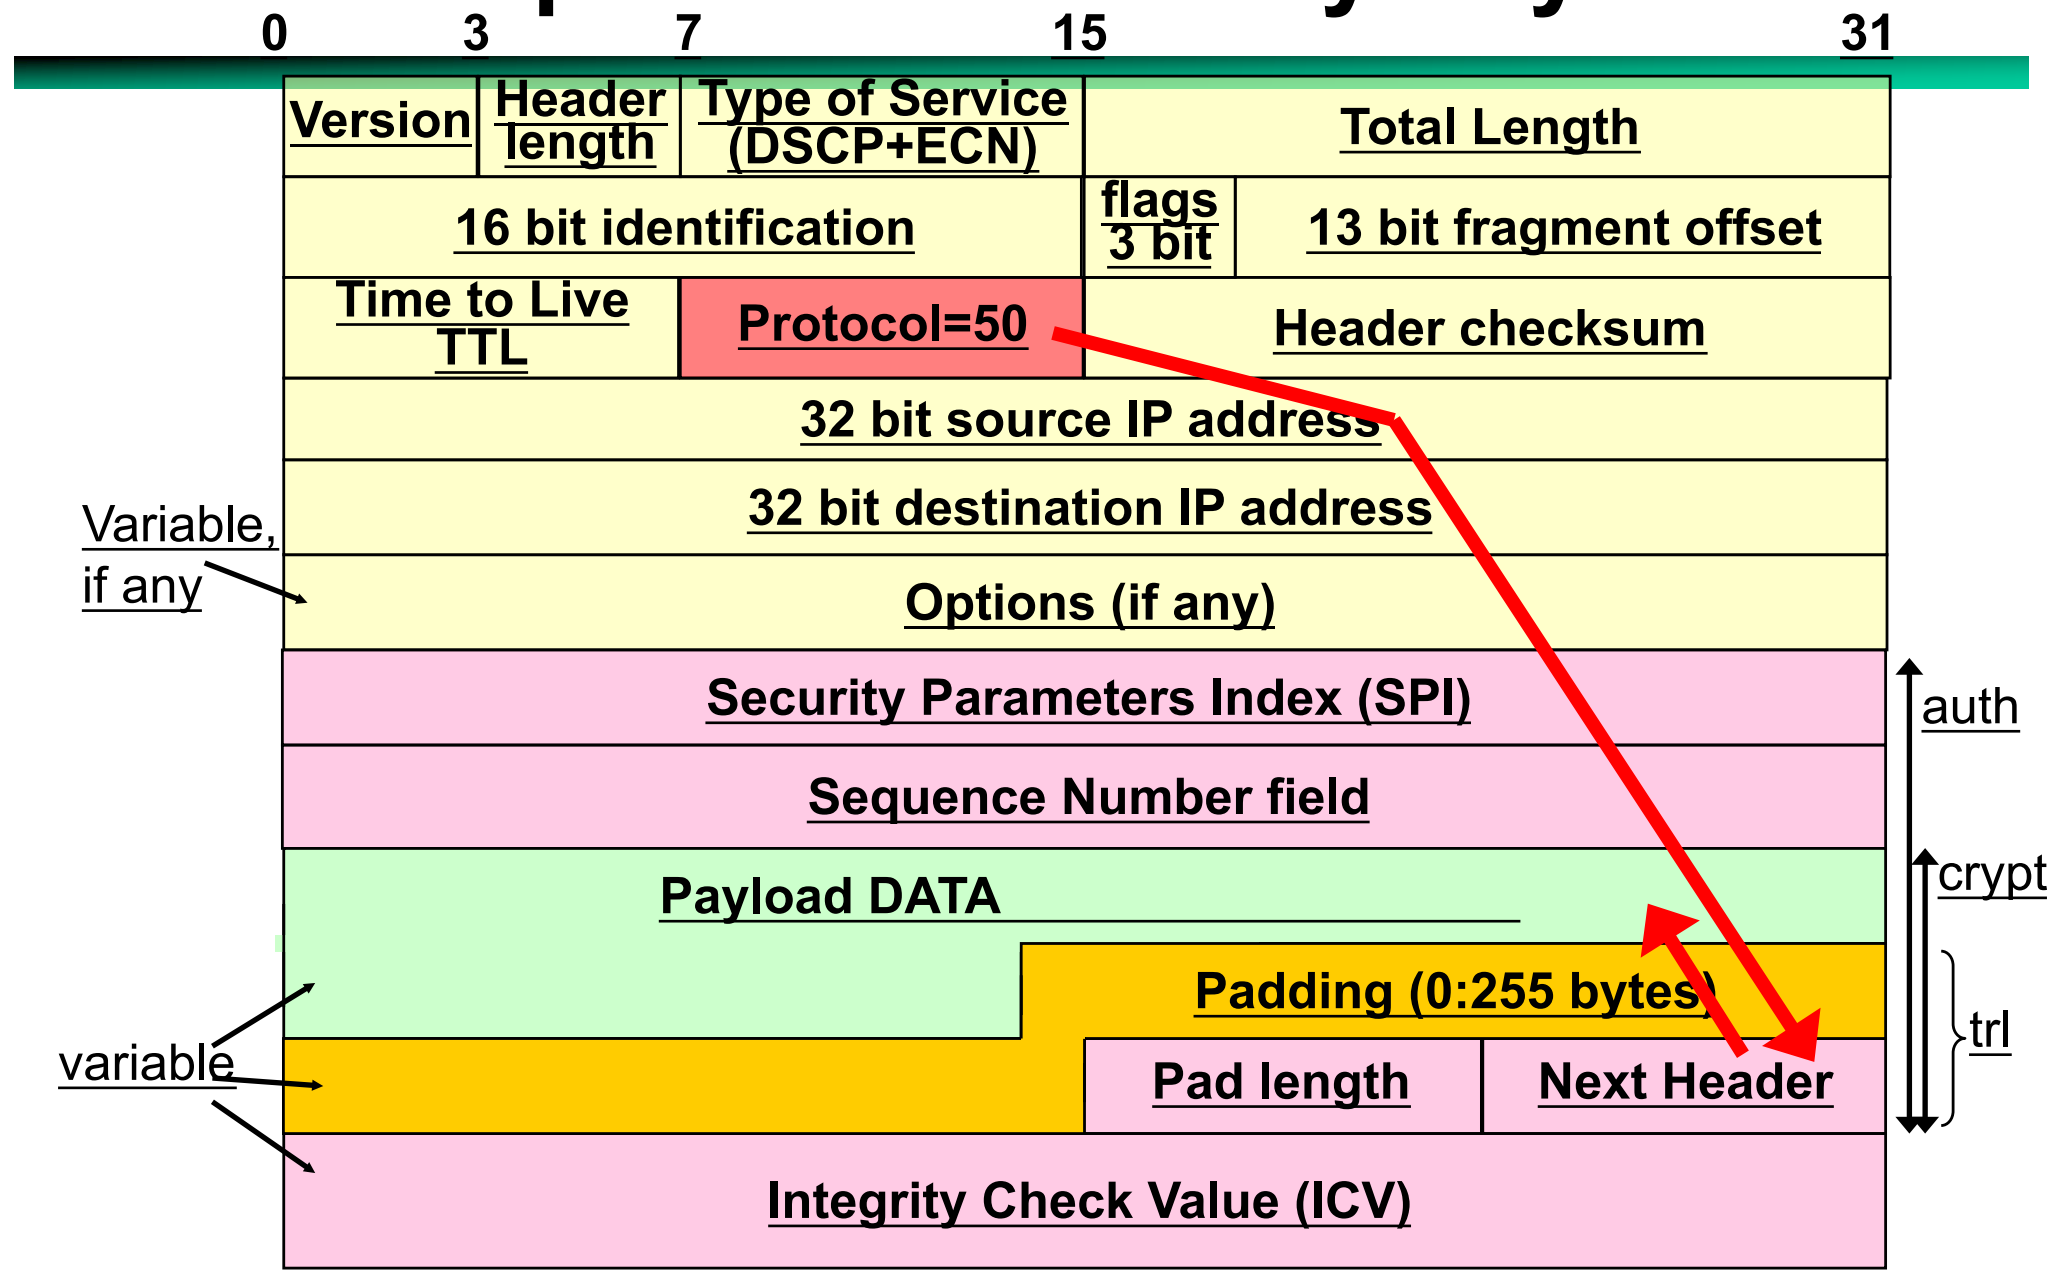 0 3 7 15 31
Version
Header
length
Type of Service
(DSCP+ECN)
Total Length
16 bit identification
flags
3 bit
13 bit fragment offset
Time to Live
TTL
Protocol=50
Header checksum
32 bit source IP address
32 bit destination IP address
Variable,
if any
Options (if any)
Security Parameters Index (SPI)
auth
Sequence Number field
Payload DATA
crypt
Padding (0:255 bytes)
trl
variable
Pad length
Next Header
Integrity Check Value (ICV)